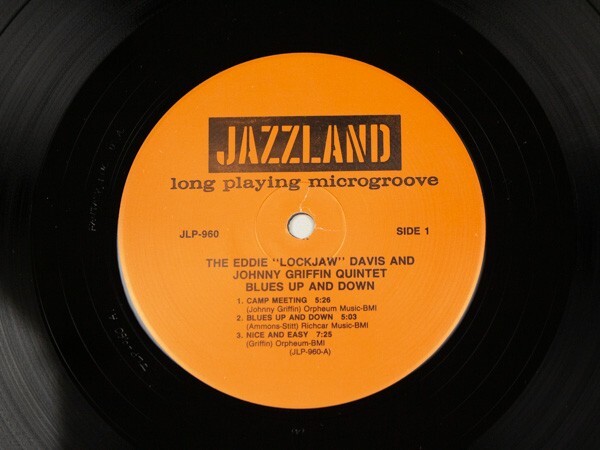 JAZZLAND
long playing microgroove
JLP-960 SIDE 1
THE EDDIE "LOCKJAW" DAVIS AND
JOHNNY GRIFFIN QUINTET
BLUES UP AND DOWN
1. CAMP MEETING 5:26
(Johnny Griffin) Orpheum Music-BMI
2. BLUES UP AND DOWN 5:03
(Ammons-Stitt) Richcar Music-BMI
3. NICE AND EASY 7:25
(Griffin) Orpheum-BMI
(JLP-960-A)